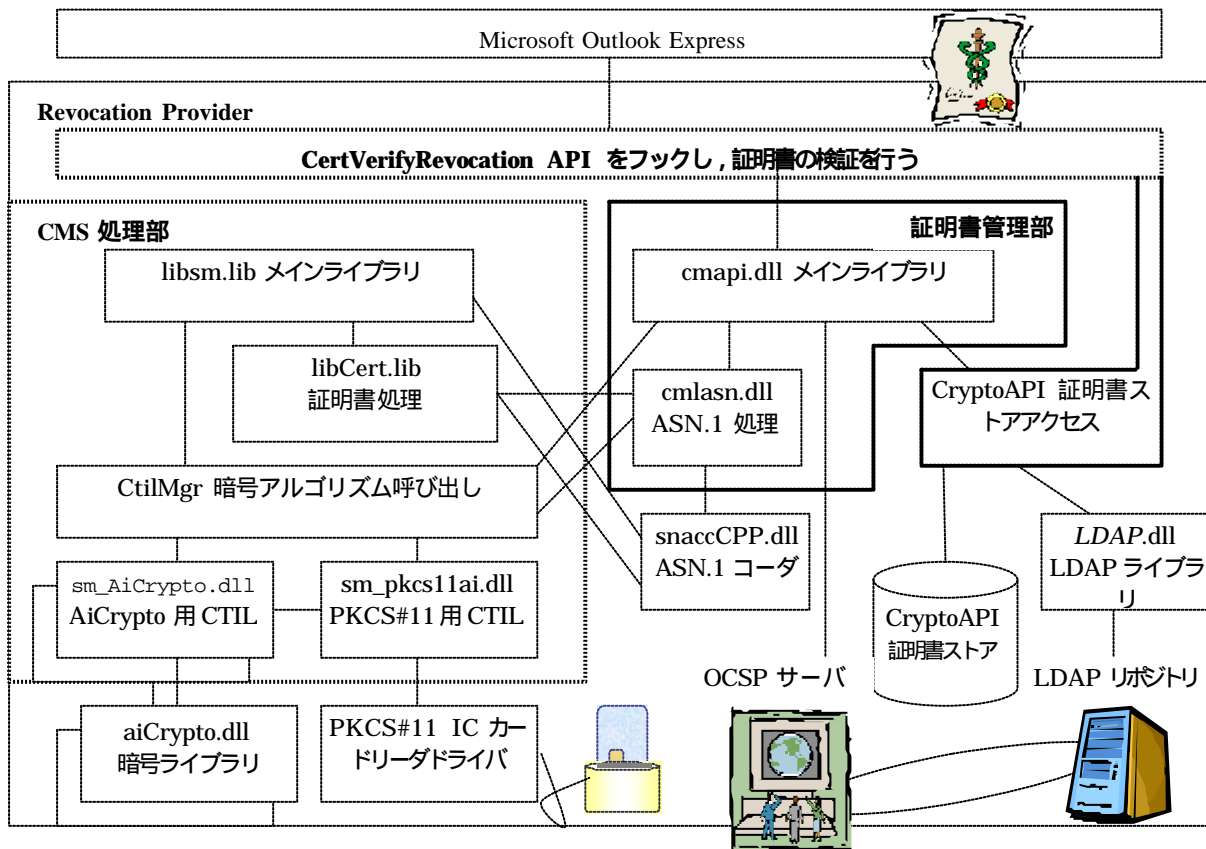 Microsoft Outlook Express
Revocation Provider
CertVerifyRevocation API をフックし,証明書の検証を行う
CMS 処理部
証明書管理部
libsm.lib メインライブラリ
cmapi.dll メインライブラリ
libCert.lib
証明書処理
cmlasn.dll
ASN.1 処理
CryptoAPI 証明書ス
トアアクセス
CtilMgr 暗号アルゴリズム呼び出し
snaccCPP.dll
ASN.1 コーダ
LDAP.dll
LDAP ライブラ
リ
sm_AiCrypto.dll
AiCrypto 用 CTIL
sm_pkcs11ai.dll
PKCS#11 用 CTIL
CryptoAPI
証明書ストア
OCSP サーバ
LDAP リポジトリ
aiCrypto.dll
暗号ライブラリ
PKCS#11 IC カー
ドリーダドライバ